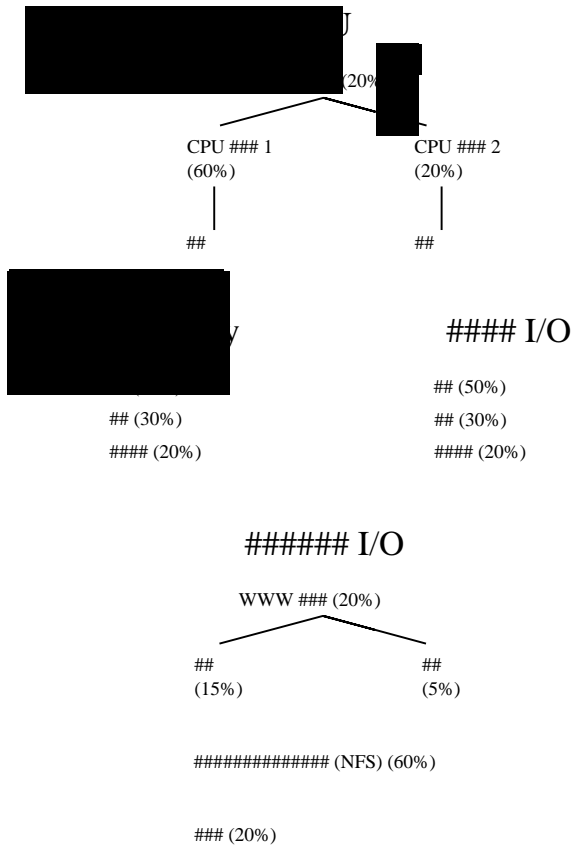 (20%
CPU ### 1
(60%)
CPU ### 2
(20%)
##
##
#### I/O
## (50%)
## (30%)
#### (20%)
## (30%)
#### (20%)
###### I/O
WWW ### (20%)
##
(15%)
##
(5%)
############## (NFS) (60%)
### (20%)